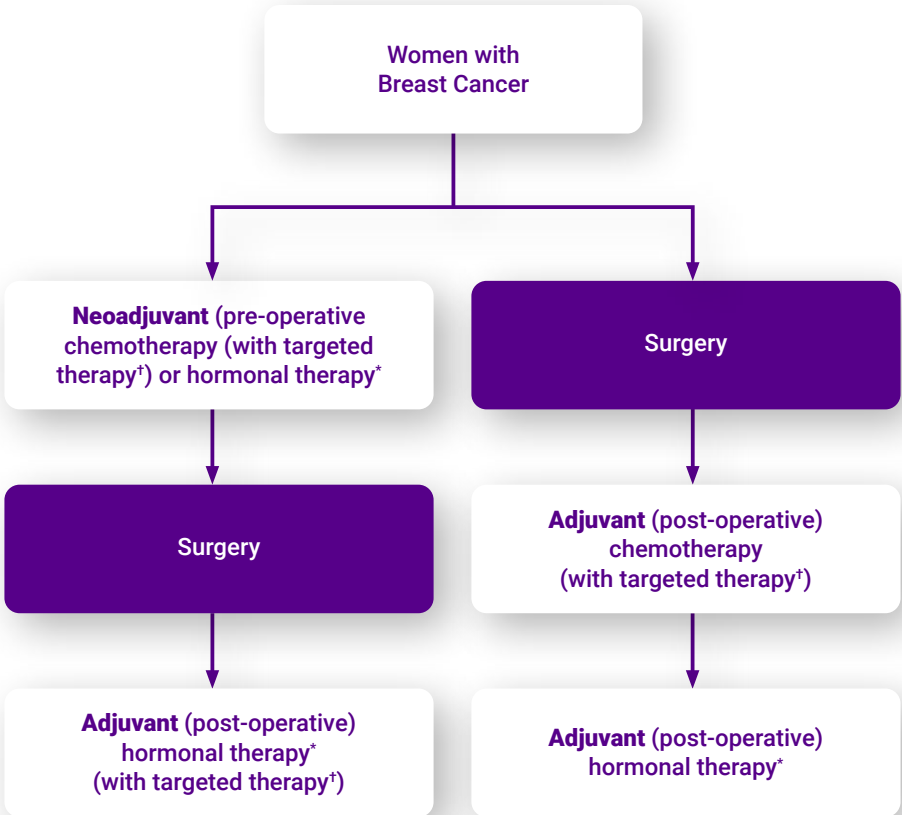 Women with
Breast Cancer
Neoadjuvant (pre-operative
chemotherapy (with targeted
therapy†) or hormonal therapy*
Surgery
Surgery
Adjuvant (post-operative)
chemotherapy
(with targeted therapy†)
Adjuvant (post-operative)
hormonal therapy*
(with targeted therapy†)
Adjuvant (post-operative)
hormonal therapy*